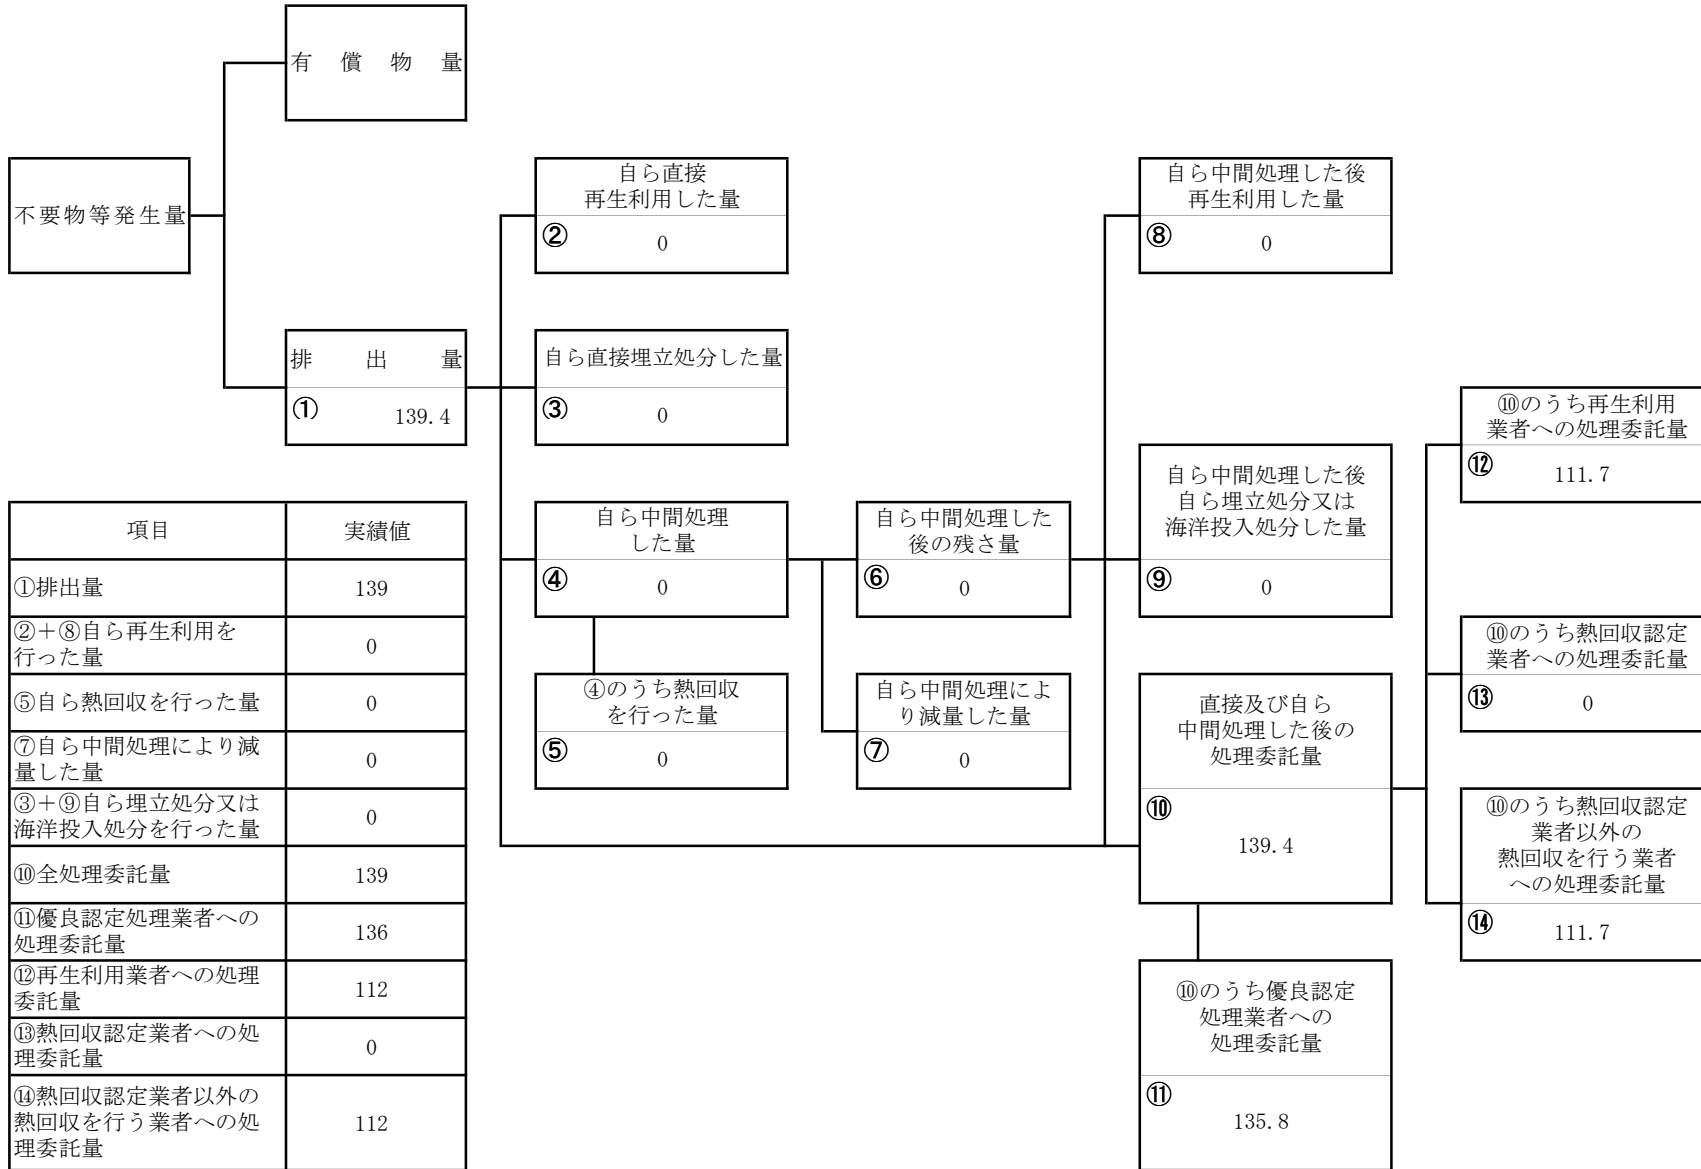 有償物量
不要物等発生量
排出量
① 139.4
自ら直接
再生利用した量
② 0
自ら直接埋立処分した量
③ 0
自ら中間処理
した量
④ 0
④のうち熱回収
を行った量
⑤ 0
自ら中間処理した
後の残さ量
⑥ 0
自ら中間処理によ
り減量した量
⑦ 0
自ら中間処理した後
再生利用した量
⑧ 0
自ら中間処理した後
自ら埋立処分又は
海洋投入処分した量
⑨ 0
直接及び自ら
中間処理した後の
処理委託量
⑩
139.4
⑩のうち優良認定
処理業者への
処理委託量
⑪
135.8
⑩のうち再生利用
業者への処理委託量
⑫ 111.7
⑩のうち熱回収認定
業者への処理委託量
⑬ 0
⑩のうち熱回収認定
業者以外の
熱回収を行う業者
への処理委託量
⑭ 111.7
項目 実績値
①排出量 139
②+⑧自ら再生利用を
行った量 0
⑤自ら熱回収を行った量 0
⑦自ら中間処理により減
量した量 0
③+⑨自ら埋立処分又は
海洋投入処分を行った量 0
⑩全処理委託量 139
⑪優良認定処理業者への
処理委託量 136
⑫再生利用業者への処理
委託量 112
⑬熱回収認定業者への処
理委託量 0
⑭熱回収認定業者以外の
熱回収を行う業者への処 112
理委託量